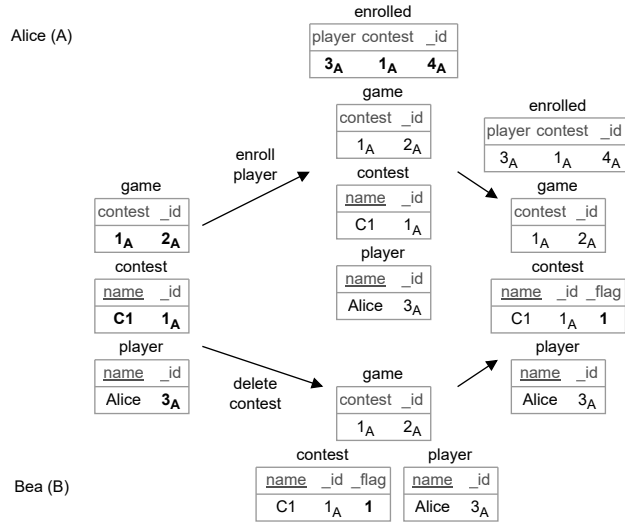 Alice (A)
enrolled
player contest _id
3A 1A 4A
game
contest _id
1A 2A
contest
name _id
C1 1A
player
name _id
Alice 3A
enroll
player
game
contest _id
1A 2A
contest
name _id
C1 1A
player
name _id
Alice 3A
enrolled
player contest _id
3A 1A 4A
game
contest _id
1A 2A
contest
name _id _flag
C1 1A 1
player
name _id
Alice 3A
delete
contest
game
contest _id
1A 2A
contest
name _id _flag
C1 1A 1
player
name _id
Alice 3A
Bea (B)